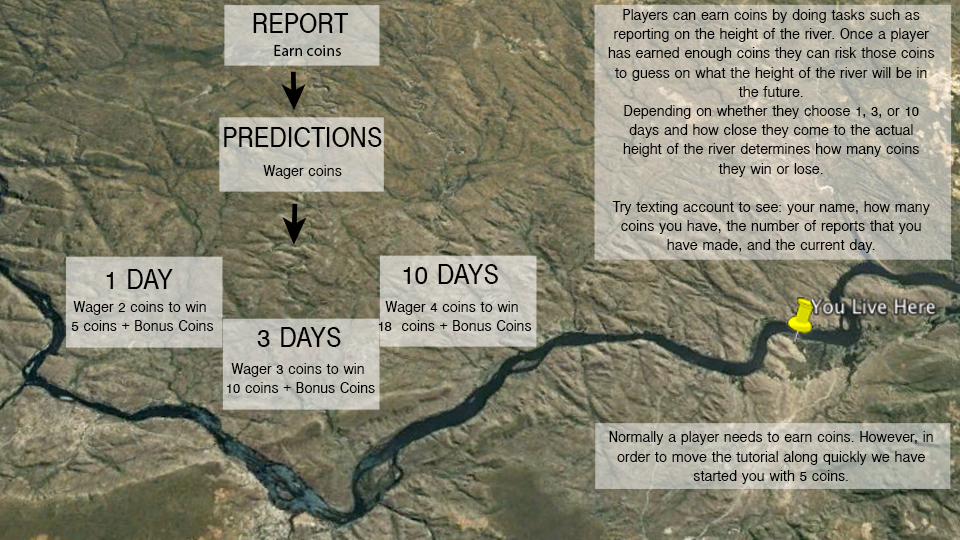 REPORT
Earn coins
PREDICTIONS
Wager coins
1 DAY
Wager 2 coins to win
5 coins + Bonus Coins
3 DAYS
Wager 3 coins to win
10 coins + Bonus Coins
10 DAYS
Wager 4 coins to win
18 coins + Bonus Coins
Players can earn coins by doing tasks such as
reporting on the height of the river. Once a player
has earned enough coins they can risk those coins
to guess on what the height of the river will be in
the future.
Depending on whether they choose 1, 3, or 10
days and how close they come to the actual
height of the river determines how many coins
they win or lose.
Try texting account to see: your name, how many
coins you have, the number of reports that you
have made, and the current day.
You Live Here
Normally a player needs to earn coins. However, in
order to move the tutorial along quickly we have
started you with 5 coins.